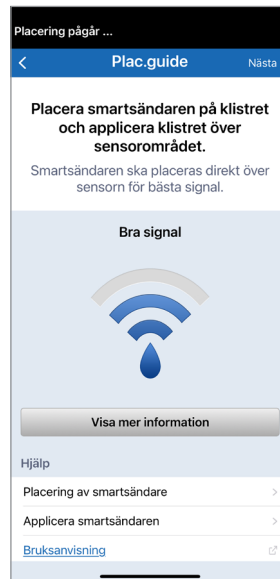 Placering pågår ...
Plac.guide
Nästa
Placera smartsändaren på klistret
och applicera klistret över
sensorområdet.
Smartsändaren ska placeras direkt över
sensorn för bästa signal.
Bra signal
Visa mer information
Hjälp
Placering av smartsändare
Applicera smartsändaren
Bruksanvisning